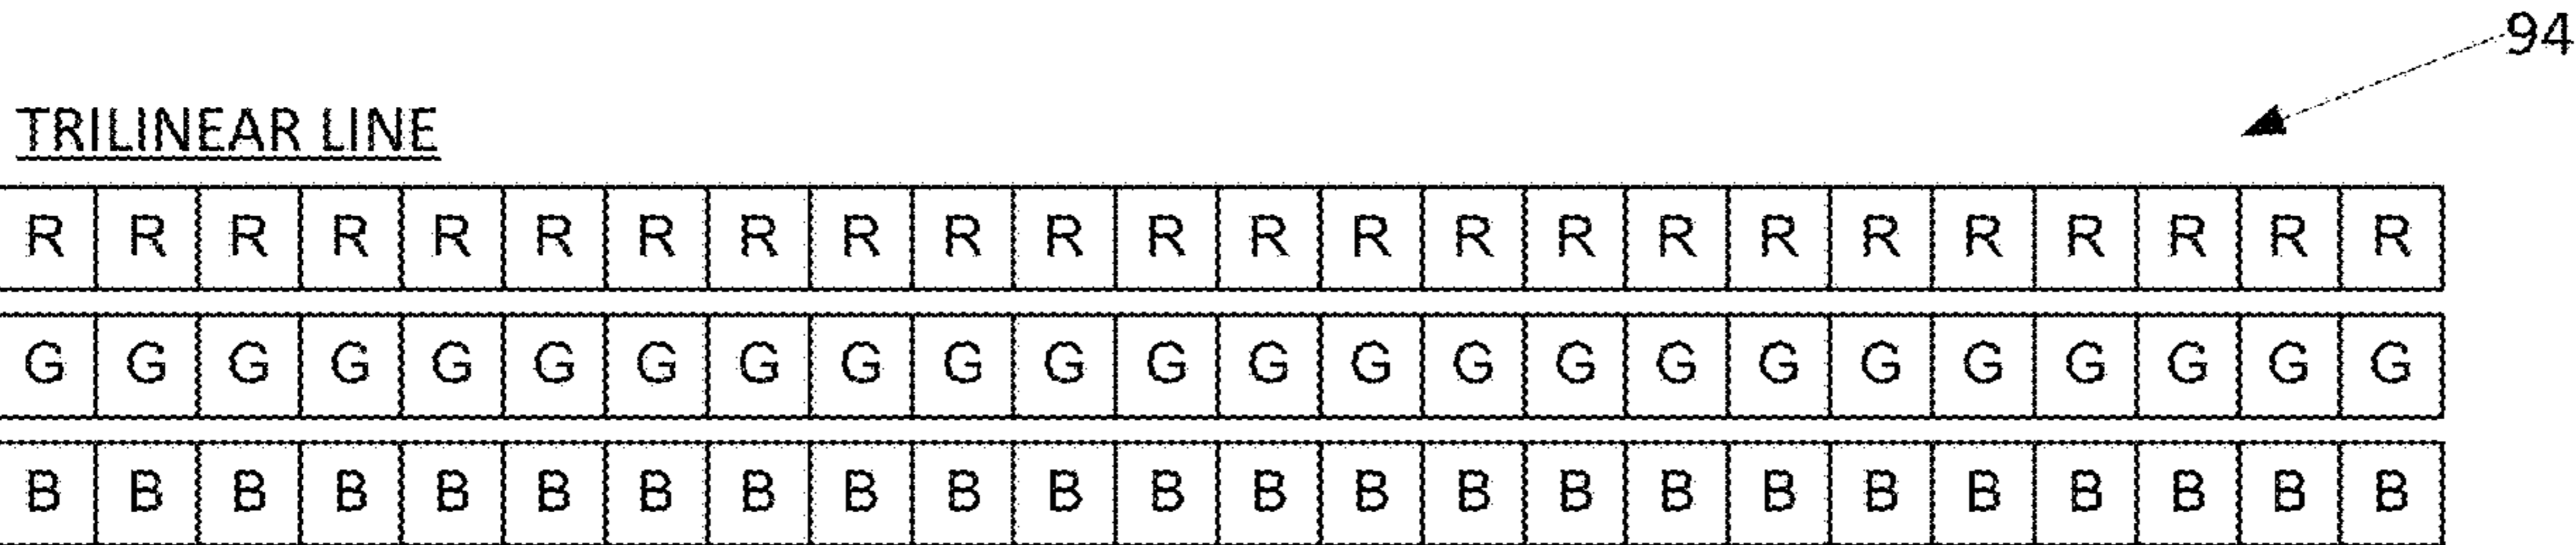 94
TRILINEAR LINE
R R R R R R R R R R R R R R R R R R R R R R R R
G G G G G G G G G G G G G G G G G G G G G G G G
B B B B B B B B B B B B B B B B B B B B B B B B